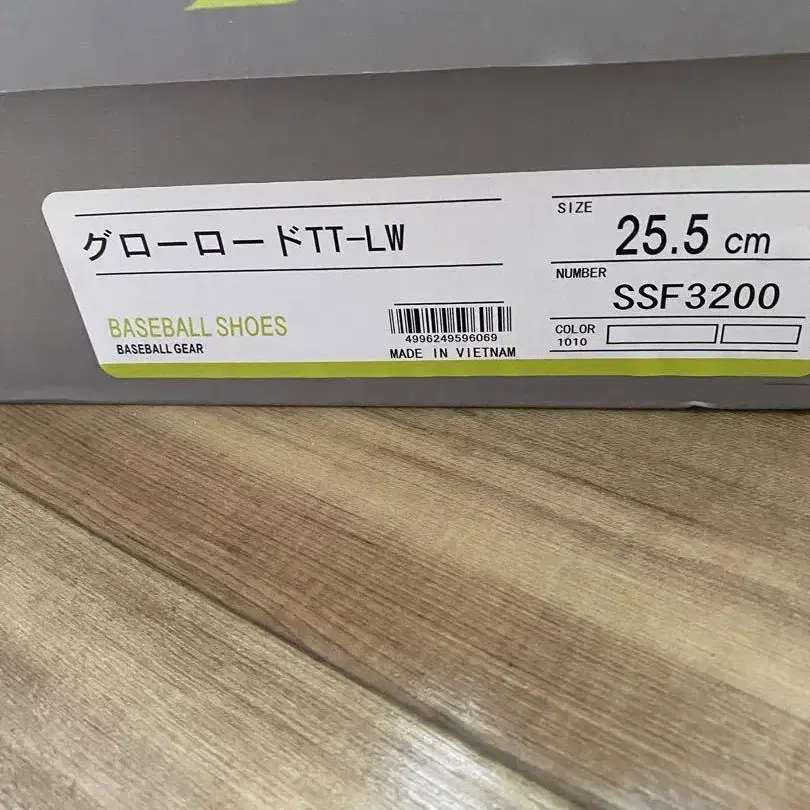 グローロードTT-LW
BASEBALL SHOES
BASEBALL GEAR
4996249596069
MADE IN VIETNAM
SIZE
25.5 cm
NUMBER
SSF3200
COLOR
1010